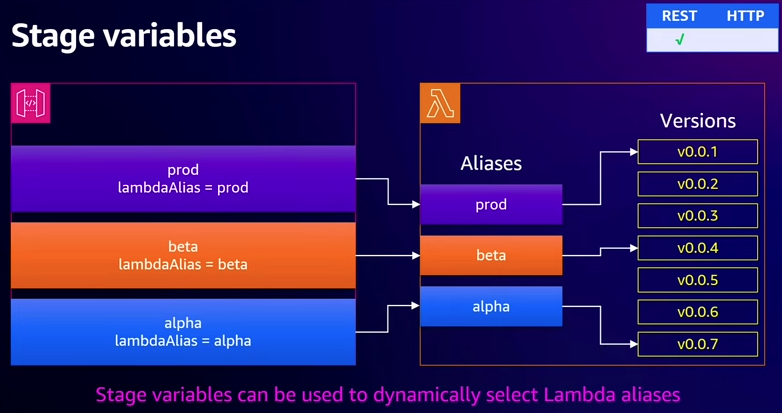 Stage variables
REST HTTP
√
prod
lambdaAlias = prod
beta
lambdaAlias = beta
alpha
lambdaAlias = alpha
Aliases
prod
beta
alpha
Versions
v0.0.1
v0.0.2
v0.0.3
v0.0.4
v0.0.5
v0.0.6
v0.0.7
Stage variables can be used to dynamically select Lambda aliases